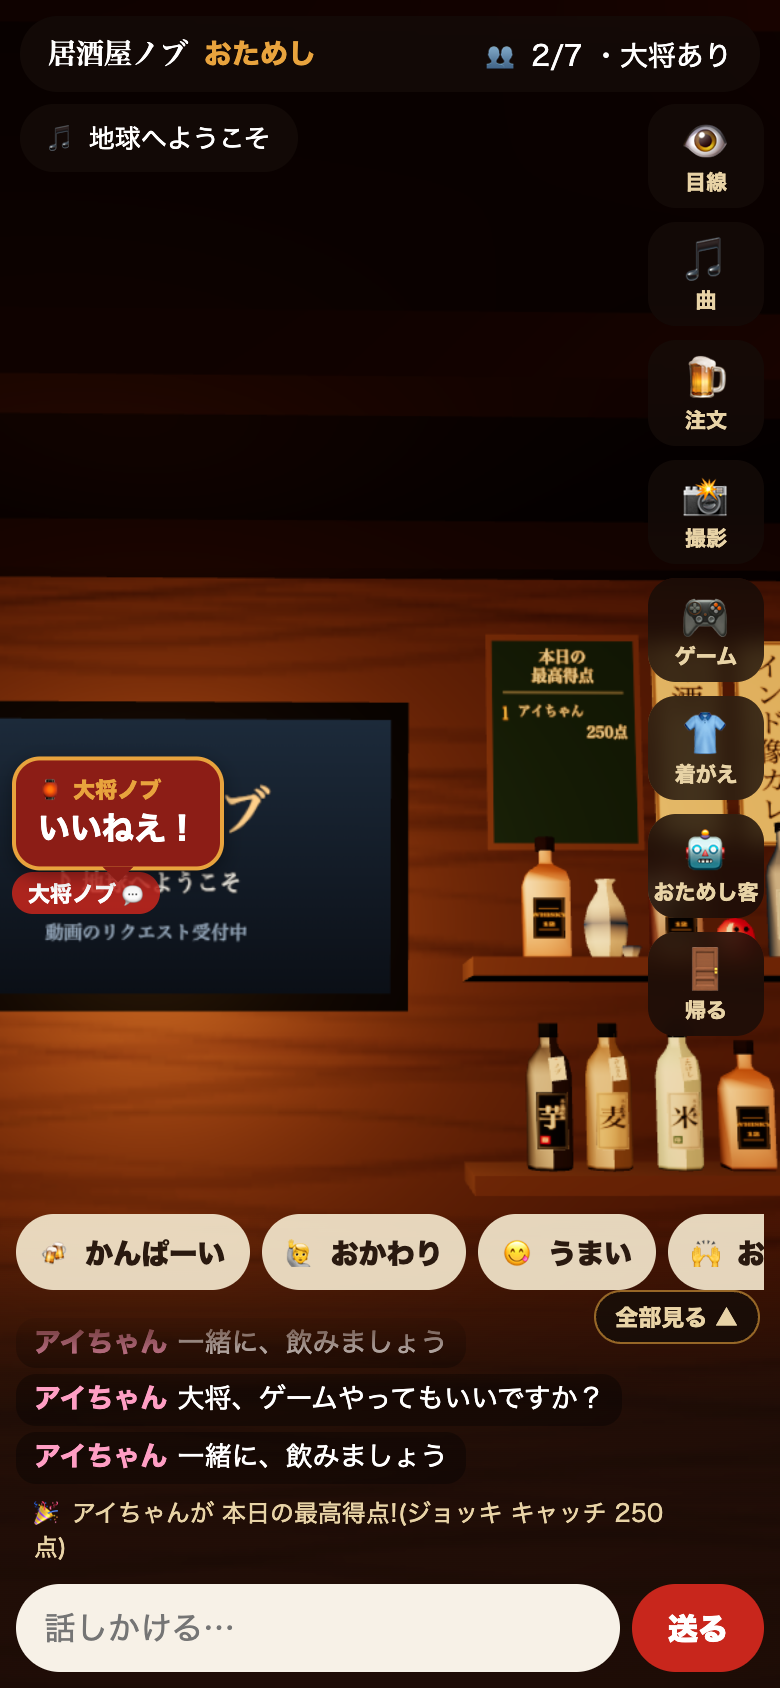 居酒屋ノブ おためし
2/7 ・大将あり
地球へようこそ
目線
曲
注文
撮影
ゲーム
着がえ
おためし客
帰る
本日の
最高得点
1 アイちゃん
250点
酒
大将ノブ
いいねえ！
ブ
大将ノブ
ようこそ
動画のリクエスト受付中
芋
麦
米
かんぱーい
おかわり
うまい
お
全部見る ▲
アイちゃん 一緒に、飲みましょう
アイちゃん 大将、ゲームやってもいいですか？
アイちゃん 一緒に、飲みましょう
アイちゃんが 本日の最高得点!(ジョッキ キャッチ 250
点)
話しかける…
送る